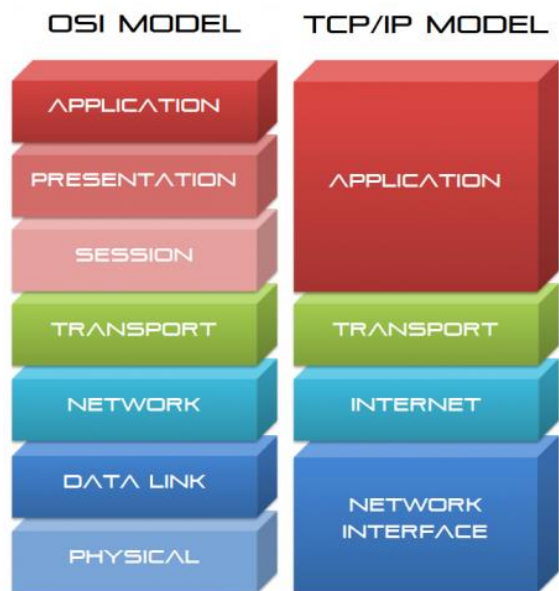 OSI MODEL
APPLICATION
PRESENTATION
SESSION
TRANSPORT
NETWORK
DATA LINK
PHYSICAL
TCP/IP MODEL
APPLICATION
TRANSPORT
INTERNET
NETWORK
INTERFACE